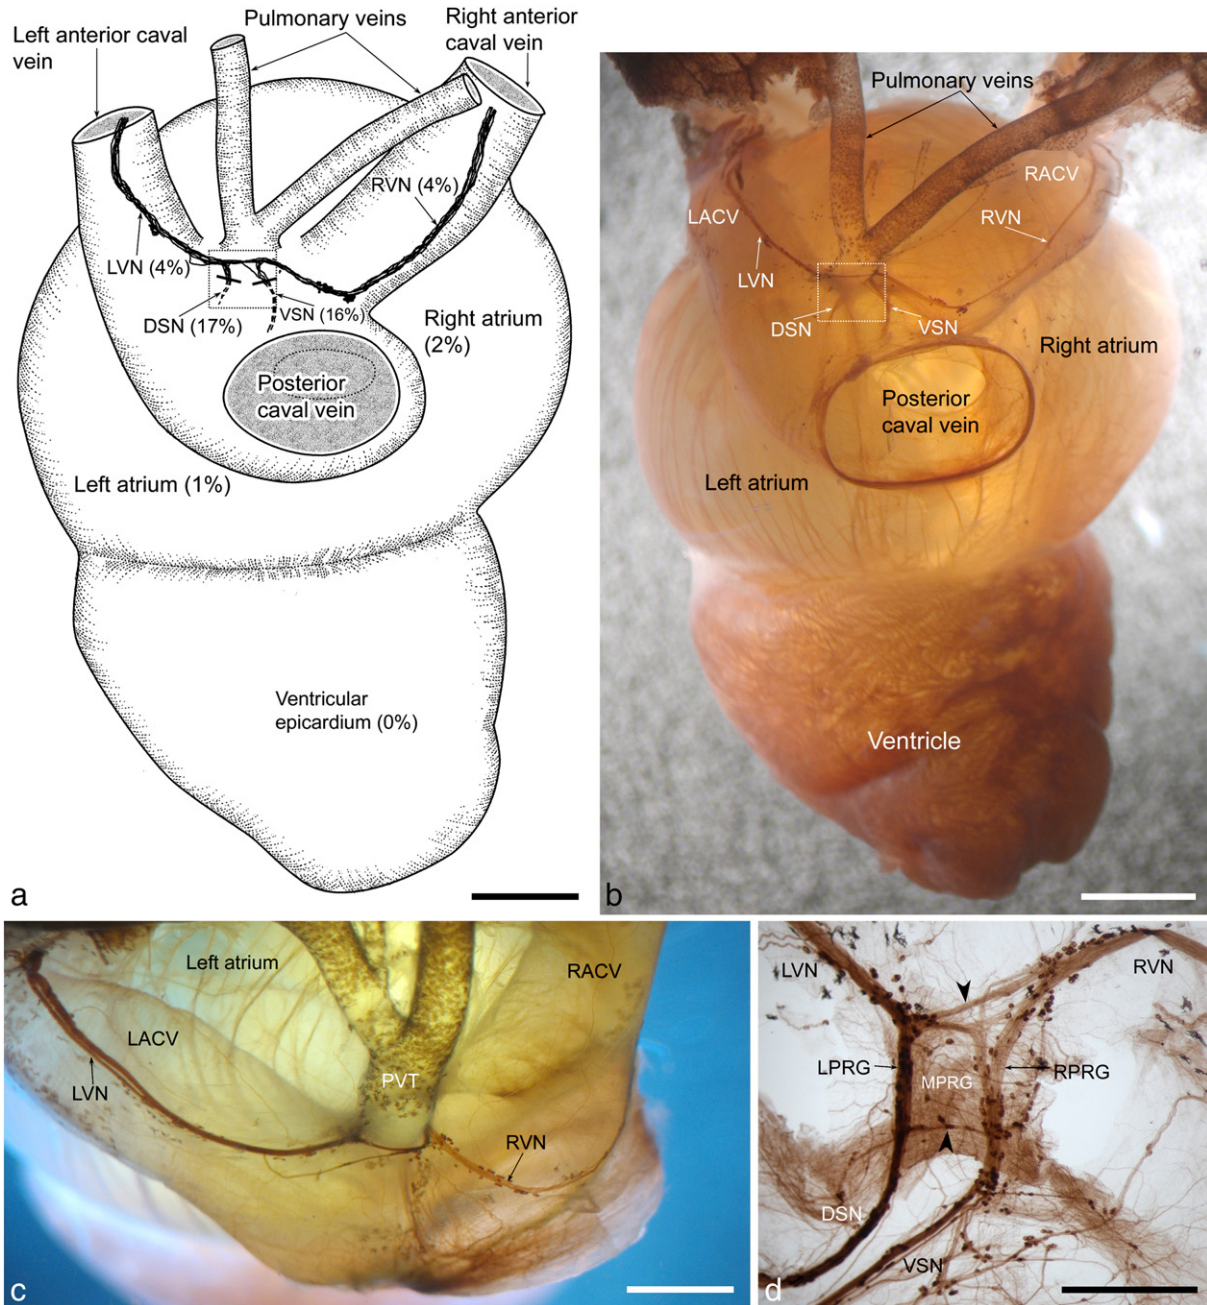 Left anterior caval
vein
Pulmonary veins
Right anterior
caval vein
RVN (4%)
LVN (4%)
DSN (17%)
VSN (16%)
Right atrium
(2%)
Posterior
caval vein
Left atrium (1%)
Ventricular
epicardium (0%)
a
Pulmonary veins
RACV
LACV
RVN
LVN
DSN
VSN
Right atrium
Posterior
caval vein
Left atrium
Ventricle
b
Left atrium
RACV
LACV
PVT
LVN
RVN
c
LVN
RVN
LPRG
MPRG
RPRG
DSN
VSN
d